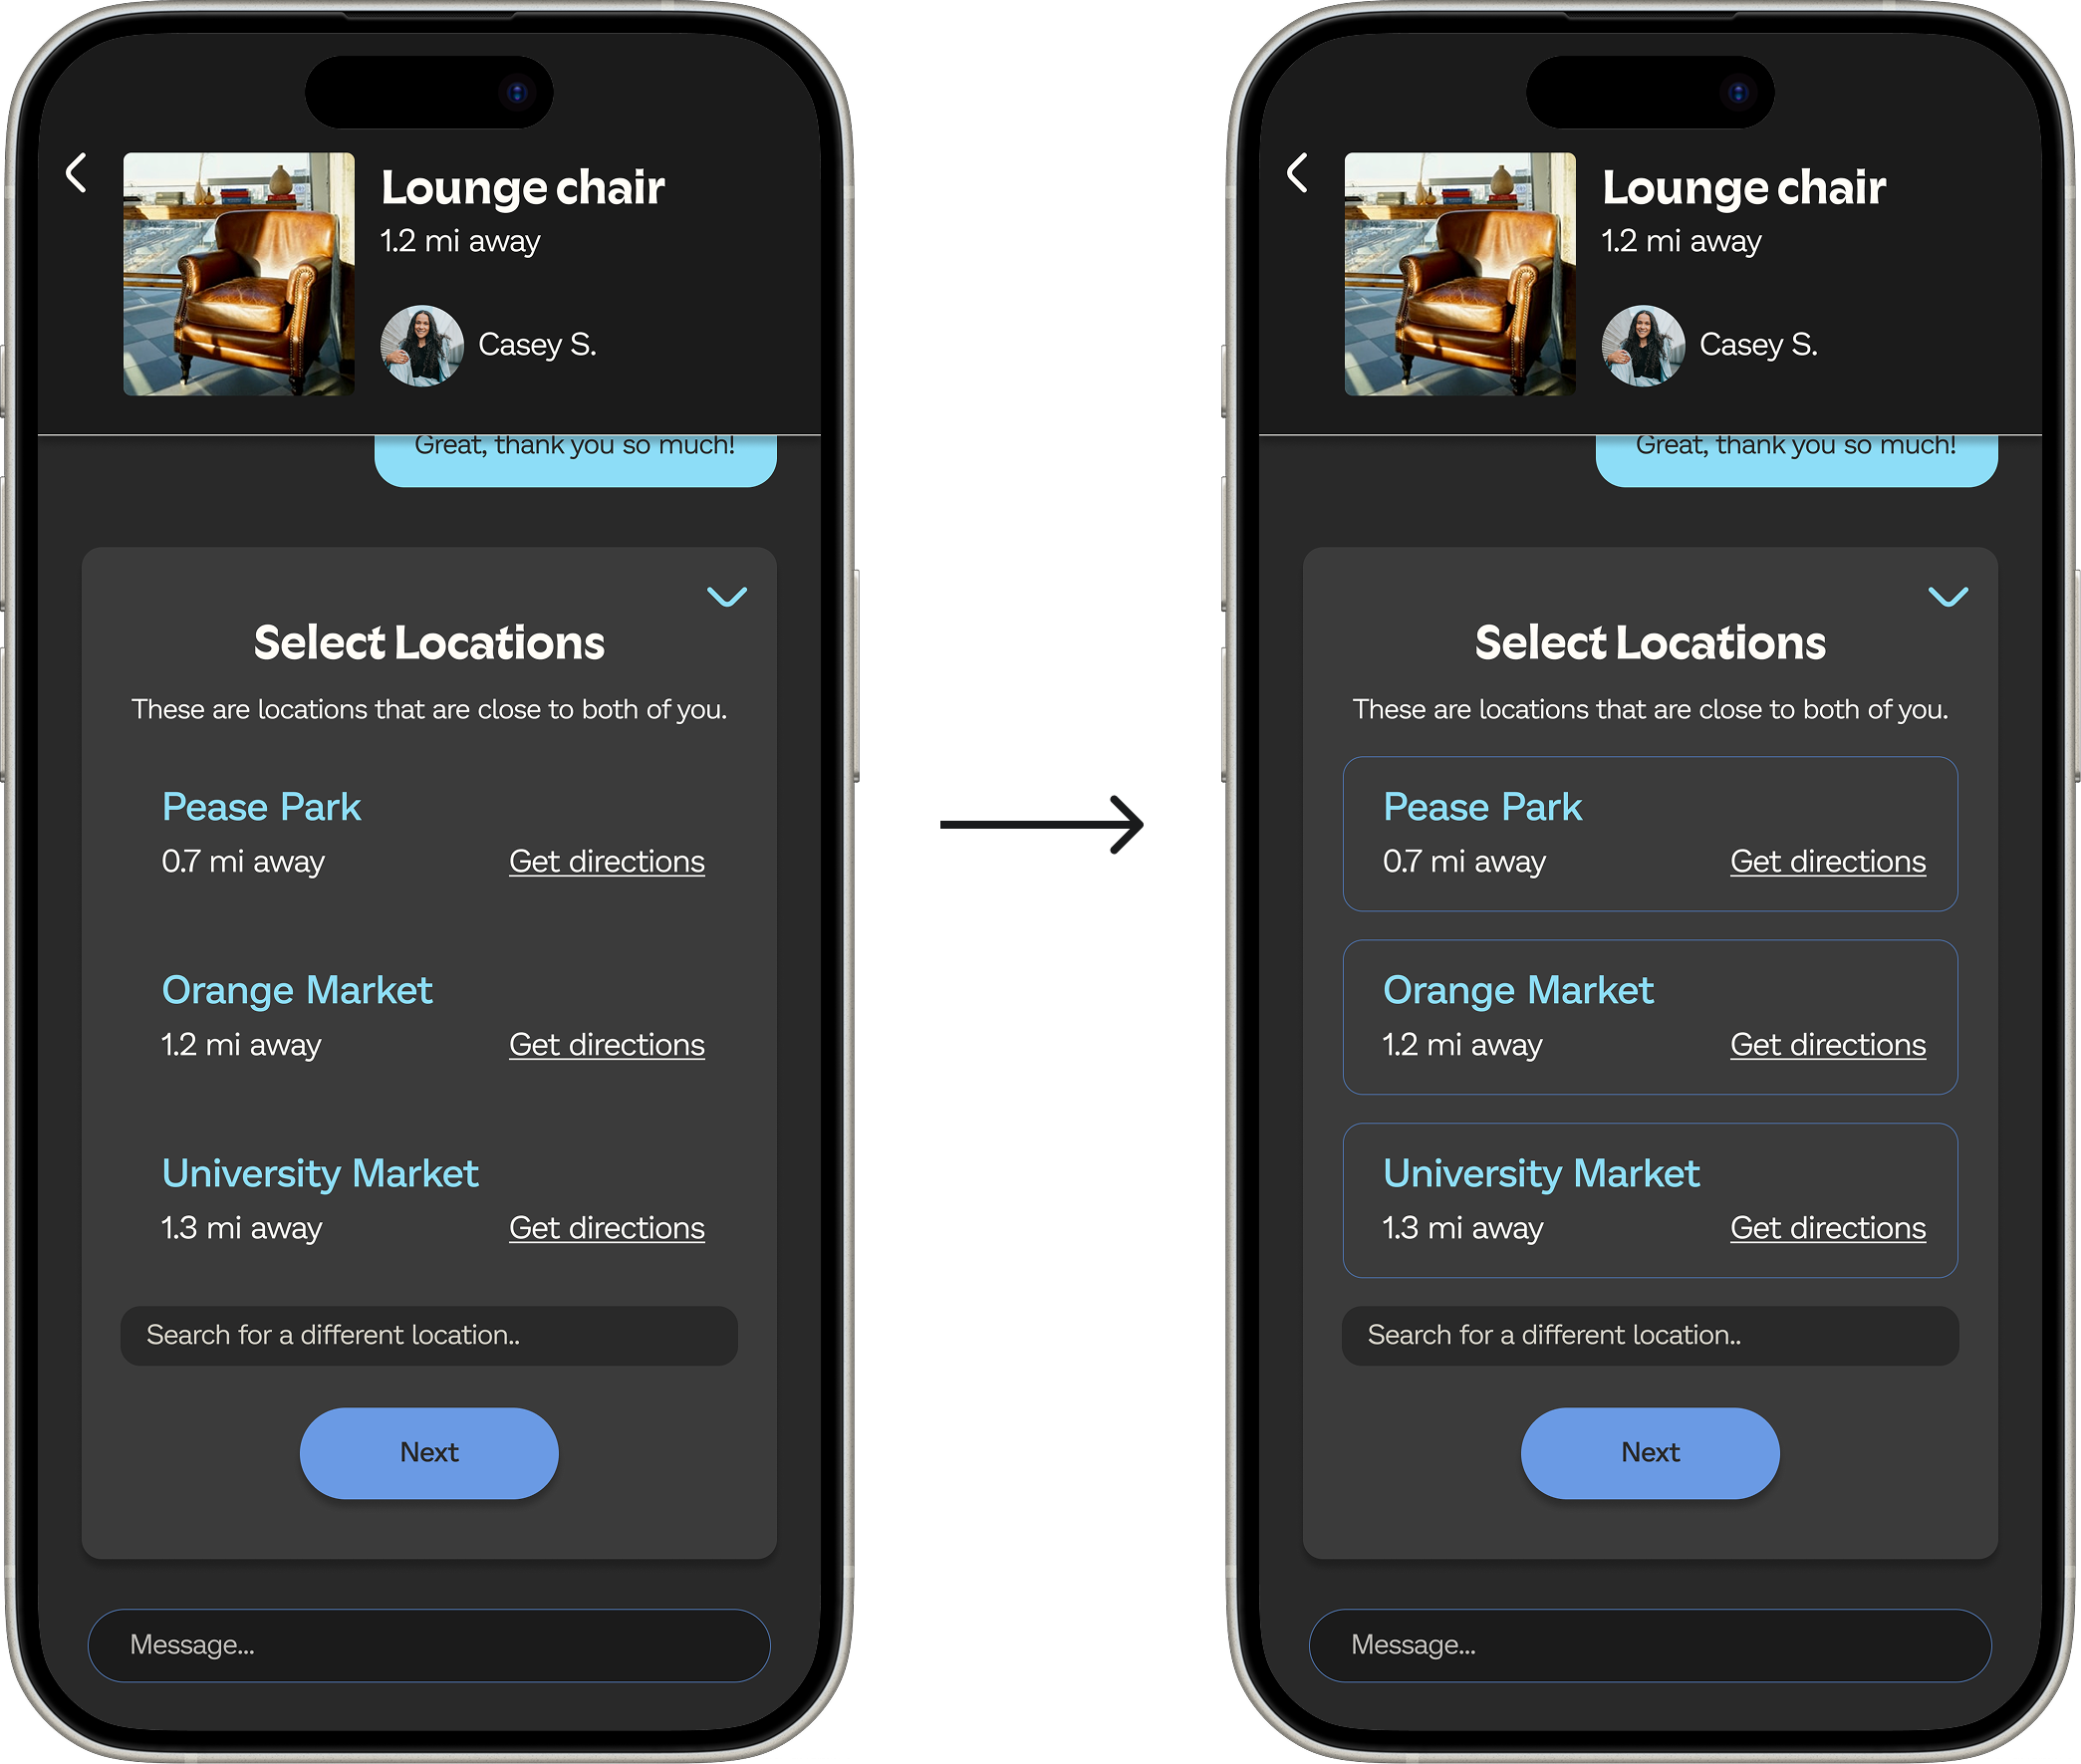 Lounge chair
1.2 mi away
Casey S.
Great, thank you so much!
Select Locations
These are locations that are close to both of you.
Pease Park
0.7 mi away Get directions
Orange Market
1.2 mi away Get directions
University Market
1.3 mi away Get directions
Search for a different location..
Next
Message...
Lounge chair
1.2 mi away
Casey S.
Great, thank you so much!
Select Locations
These are locations that are close to both of you.
Pease Park
0.7 mi away Get directions
Orange Market
1.2 mi away Get directions
University Market
1.3 mi away Get directions
Search for a different location..
Next
Message...